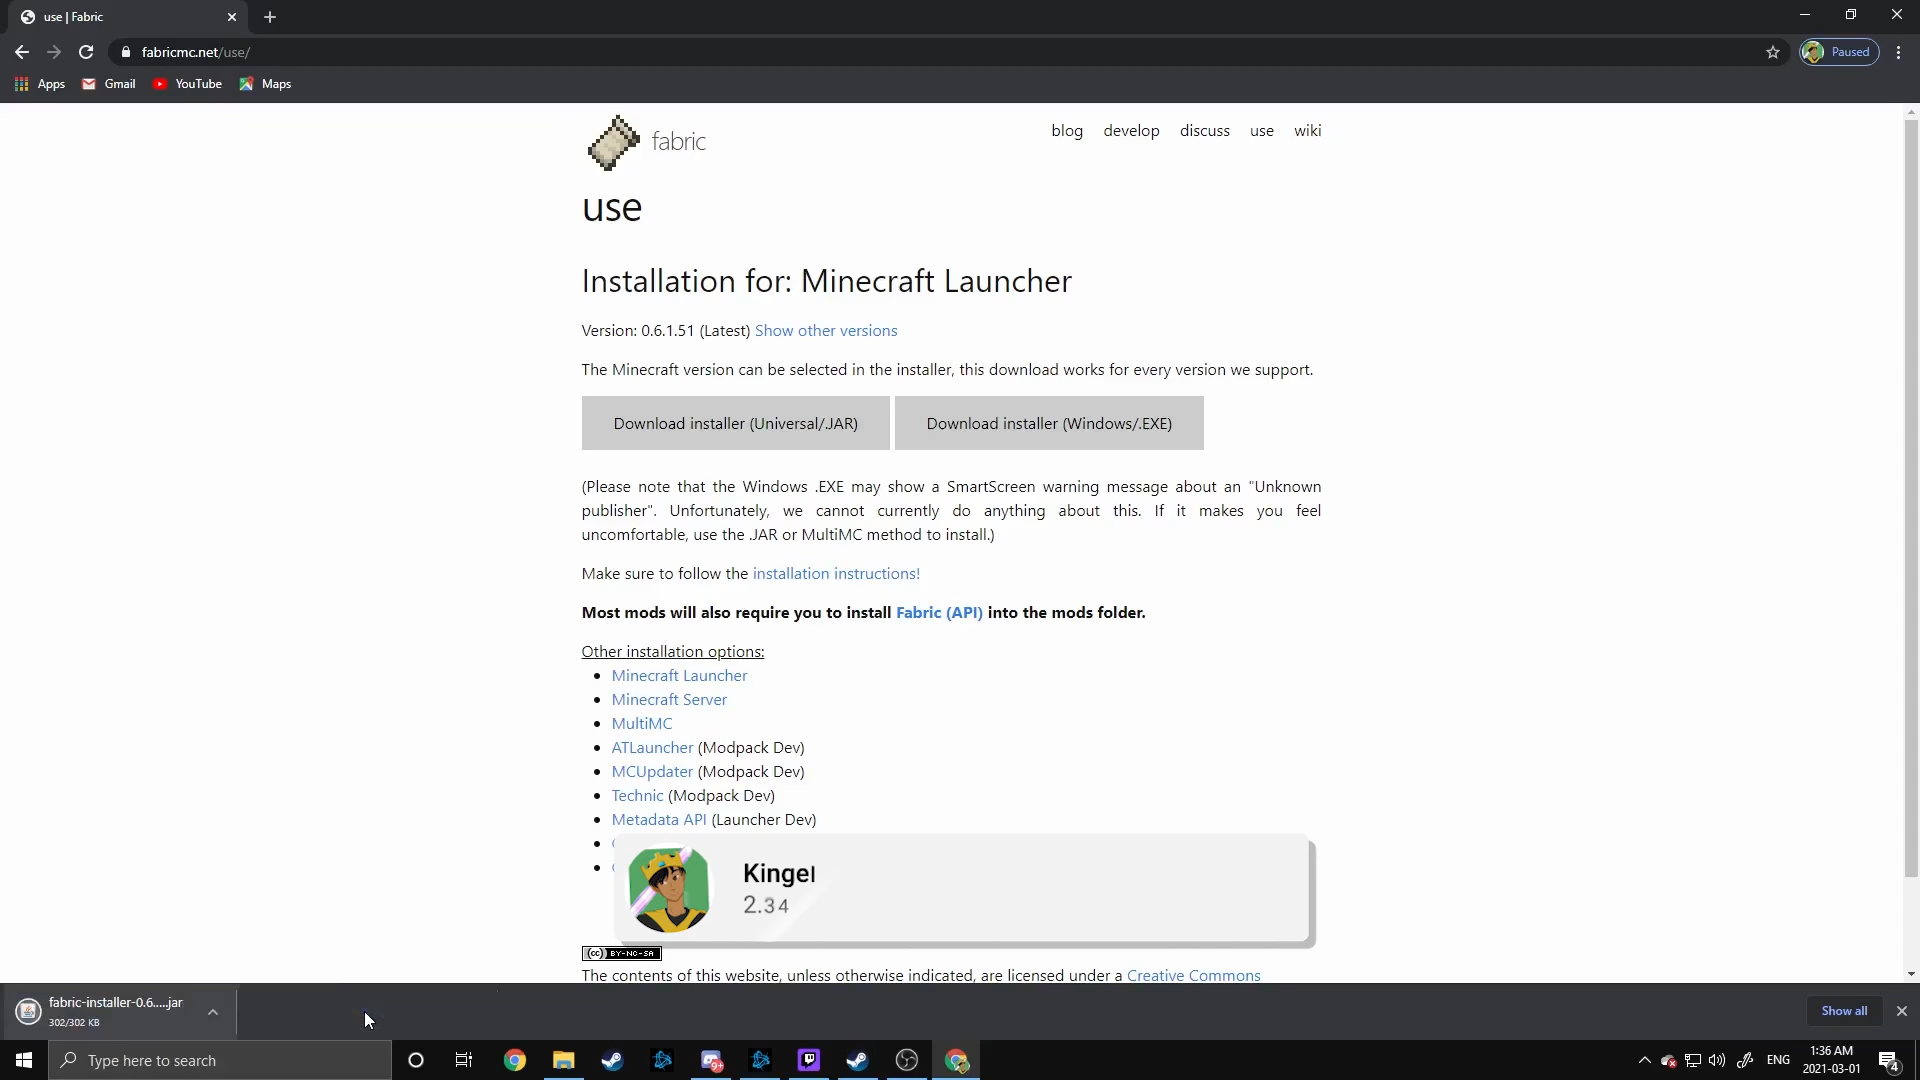 use | Fabric
fabricmc.net/use/
Paused
Apps
Gmail
YouTube
Maps
fabric
blog
develop
discuss
use
wiki
use
Installation for: Minecraft Launcher
Version: 0.6.1.51 (Latest) Show other versions
The Minecraft version can be selected in the installer, this download works for every version we support.
Download installer (Universal/.JAR)
Download installer (Windows/.EXE)
(Please note that the Windows .EXE may show a SmartScreen warning message about an "Unknown
publisher". Unfortunately, we cannot currently do anything about this. If it makes you feel
uncomfortable, use the .JAR or MultiMC method to install.)
Make sure to follow the installation instructions!
Most mods will also require you to install Fabric (API) into the mods folder.
Other installation options:
Minecraft Launcher
Minecraft Server
MultiMC
ATLauncher (Modpack Dev)
MCUpdater (Modpack Dev)
Technic (Modpack Dev)
Metadata API (Launcher Dev)
Kingel
2.34
(cc) BY-NC-SA
The contents of this website, unless otherwise indicated, are licensed under a Creative Commons
fabric-installer-0.6.....jar
302/302 KB
Show all
Type here to search
9+
ENG
1:36 AM
2021-03-01
4